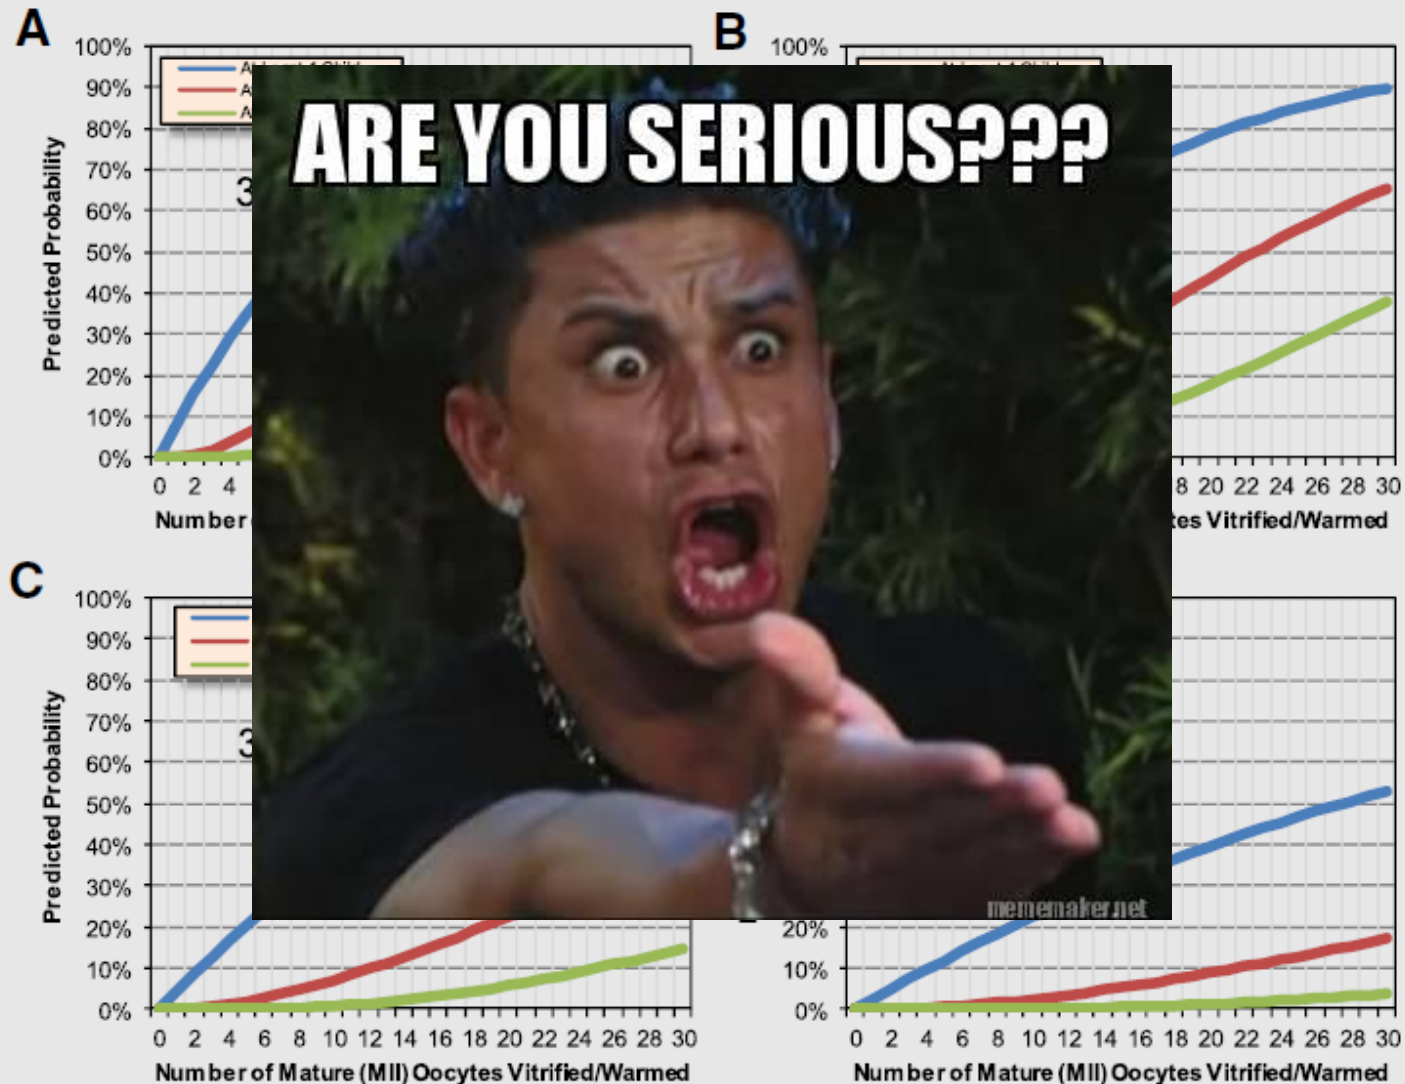 A
B
100%
90%
80%
70%
60%
50%
40%
30%
20%
10%
0%
Predicted Probability
0 2 4
Number
100%
8 20 22 24 26 28 30
tes Vitrified/Warmed
ARE YOU SERIOUS???
mememaker.net
C
100%
90%
80%
70%
60%
50%
40%
30%
20%
10%
0%
Predicted Probability
0 2 4 6 8 10 12 14 16 18 20 22 24 26 28 30
Number of Mature (MII) Oocytes Vitrified/Warmed
20%
10%
0%
0 2 4 6 8 10 12 14 16 18 20 22 24 26 28 30
Number of Mature (MII) Oocytes Vitrified/Warmed